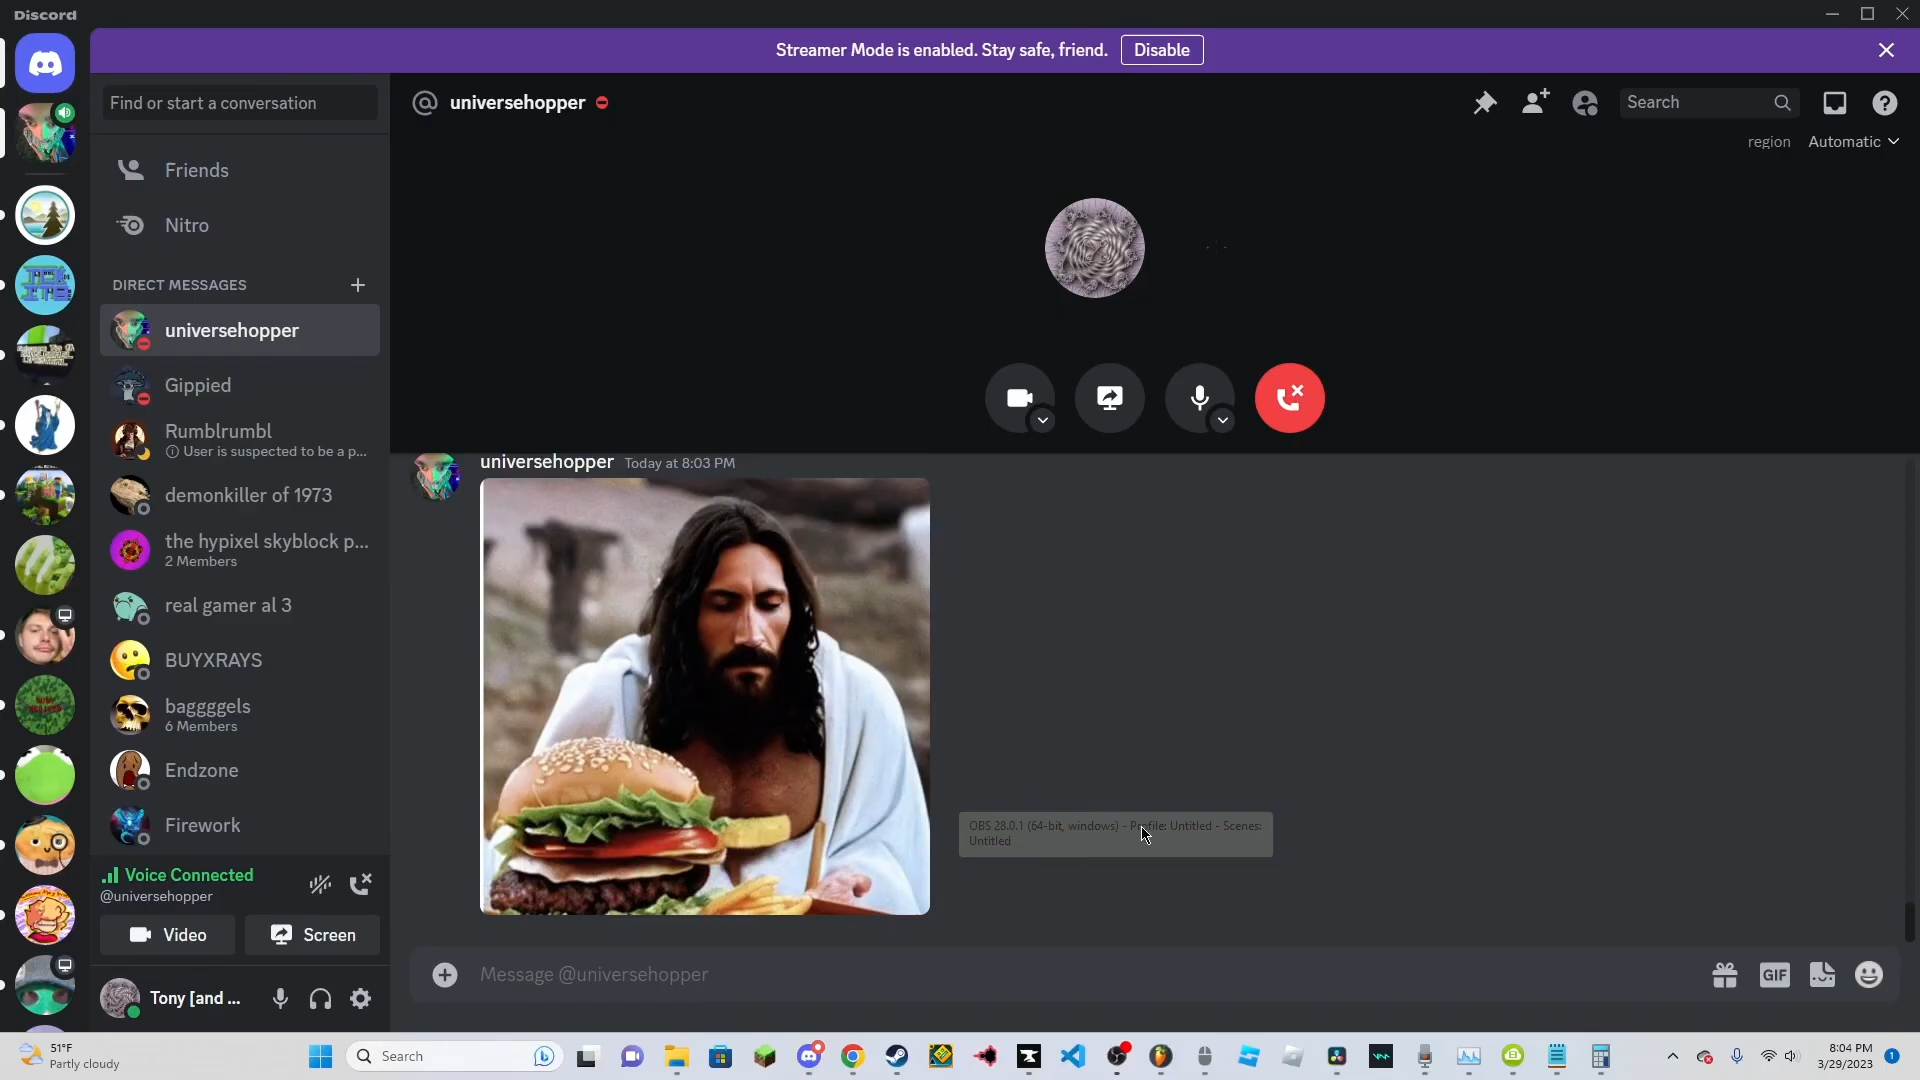 Discord
Streamer Mode is enabled. Stay safe, friend.
Disable
Find or start a conversation
universehopper
Search
region
Automatic
Friends
Nitro
DIRECT MESSAGES
universehopper
Gippied
Rumblrumbl
User is suspected to be a p...
demonkiller of 1973
the hypixel skyblock p...
2 Members
real gamer al 3
BUYXRAYS
baggggels
6 Members
Endzone
Firework
universehopper Today at 8:03 PM
OBS 28.0.1 (64-bit, windows) - Profile: Untitled - Scenes:
Untitled
Voice Connected
@universehopper
Video
Screen
Tony [and ...
Message @universehopper
GIF
51°F
Partly cloudy
Search
8:04 PM
3/29/2023
1